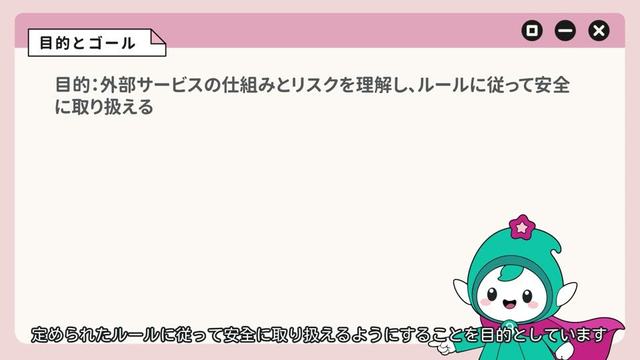 目的とゴール
目的：外部サービスの仕組みとリスクを理解し、ルールに従って安全
に取り扱える
定められたルールに従って安全に取り扱えるようにすることを目的としています